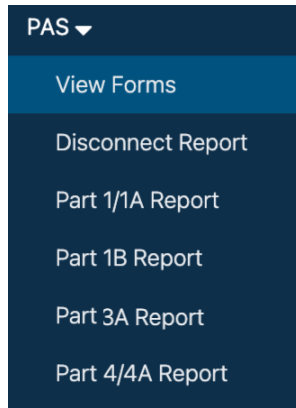 PAS
View Forms
Disconnect Report
Part 1/1A Report
Part 1B Report
Part 3A Report
Part 4/4A Report